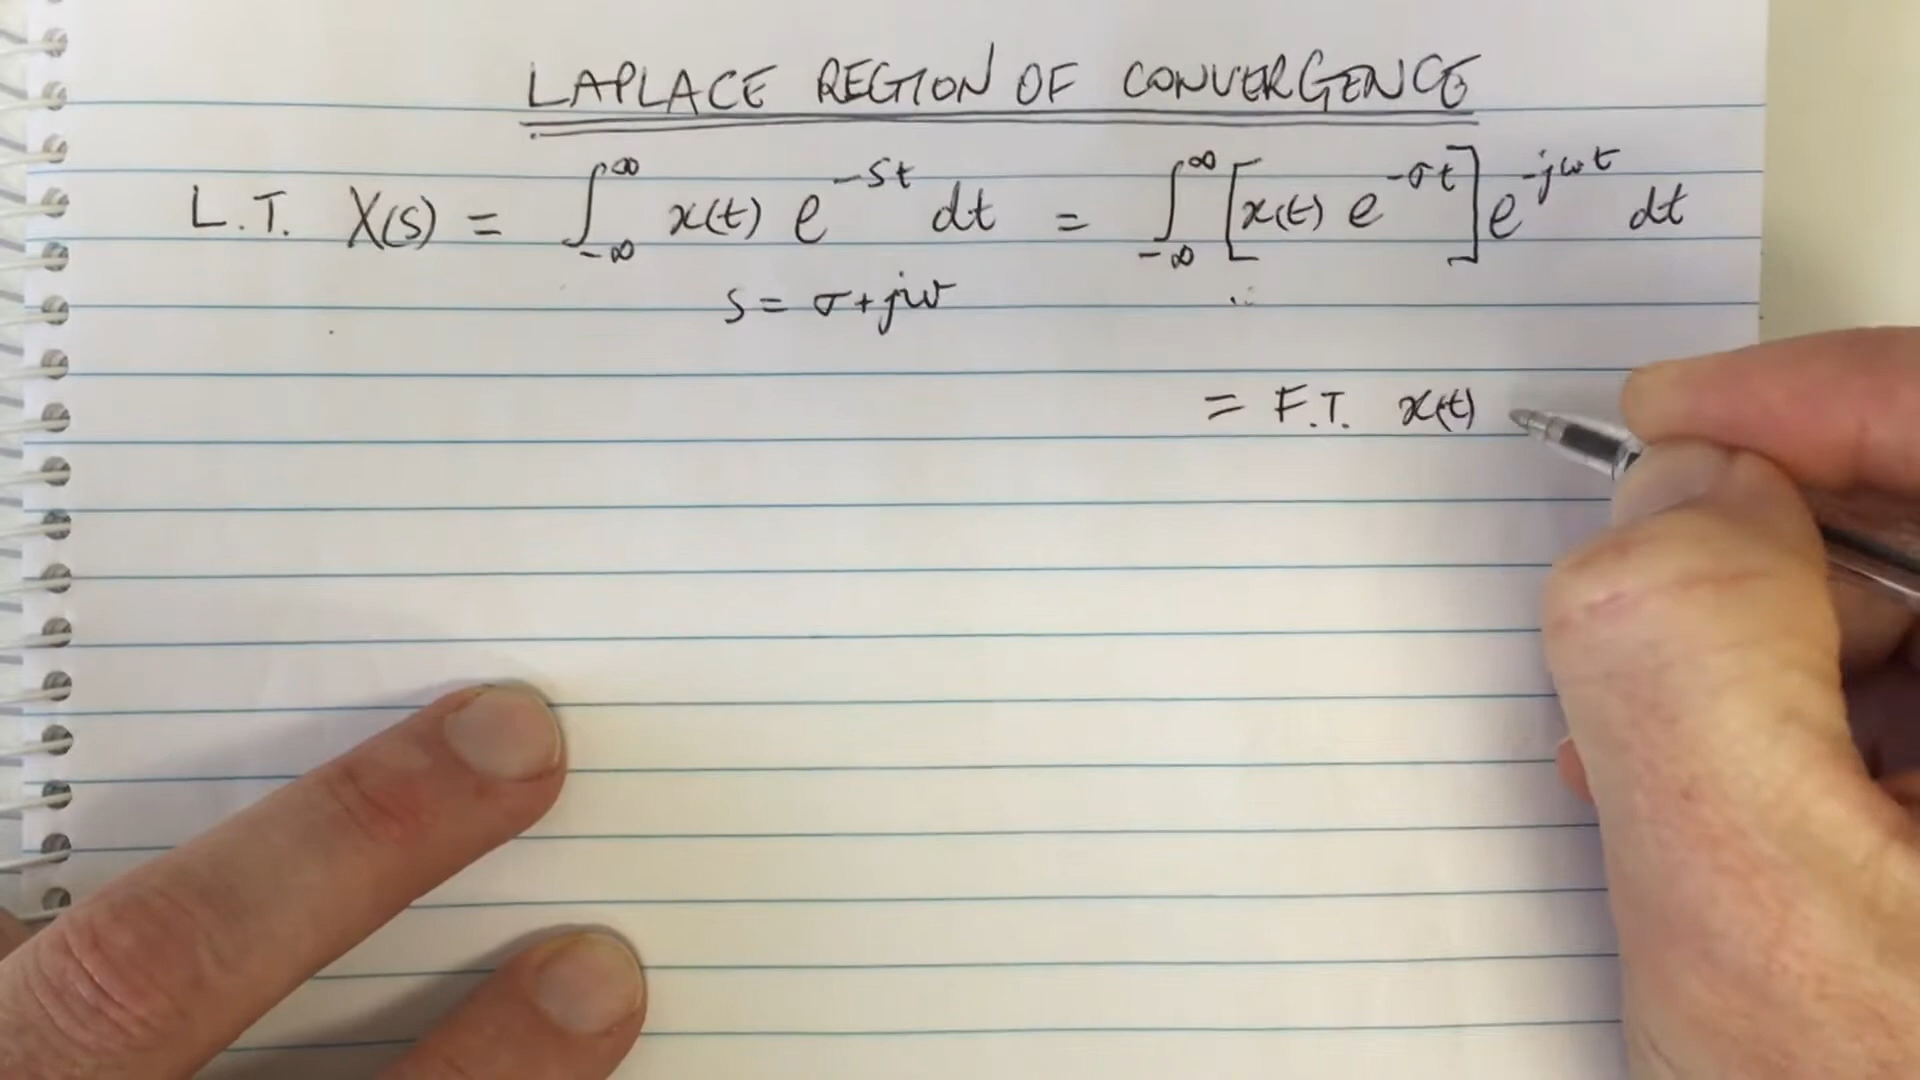 LAPLACE REGION OF CONVERGENCE
L.T. X(s) = ∫_{-∞}^{∞} x(t) e^{-st} dt = ∫_{-∞}^{∞} [x(t) e^{-σt}] e^{-jωt} dt
s = σ+jω
= F.T. x(t)